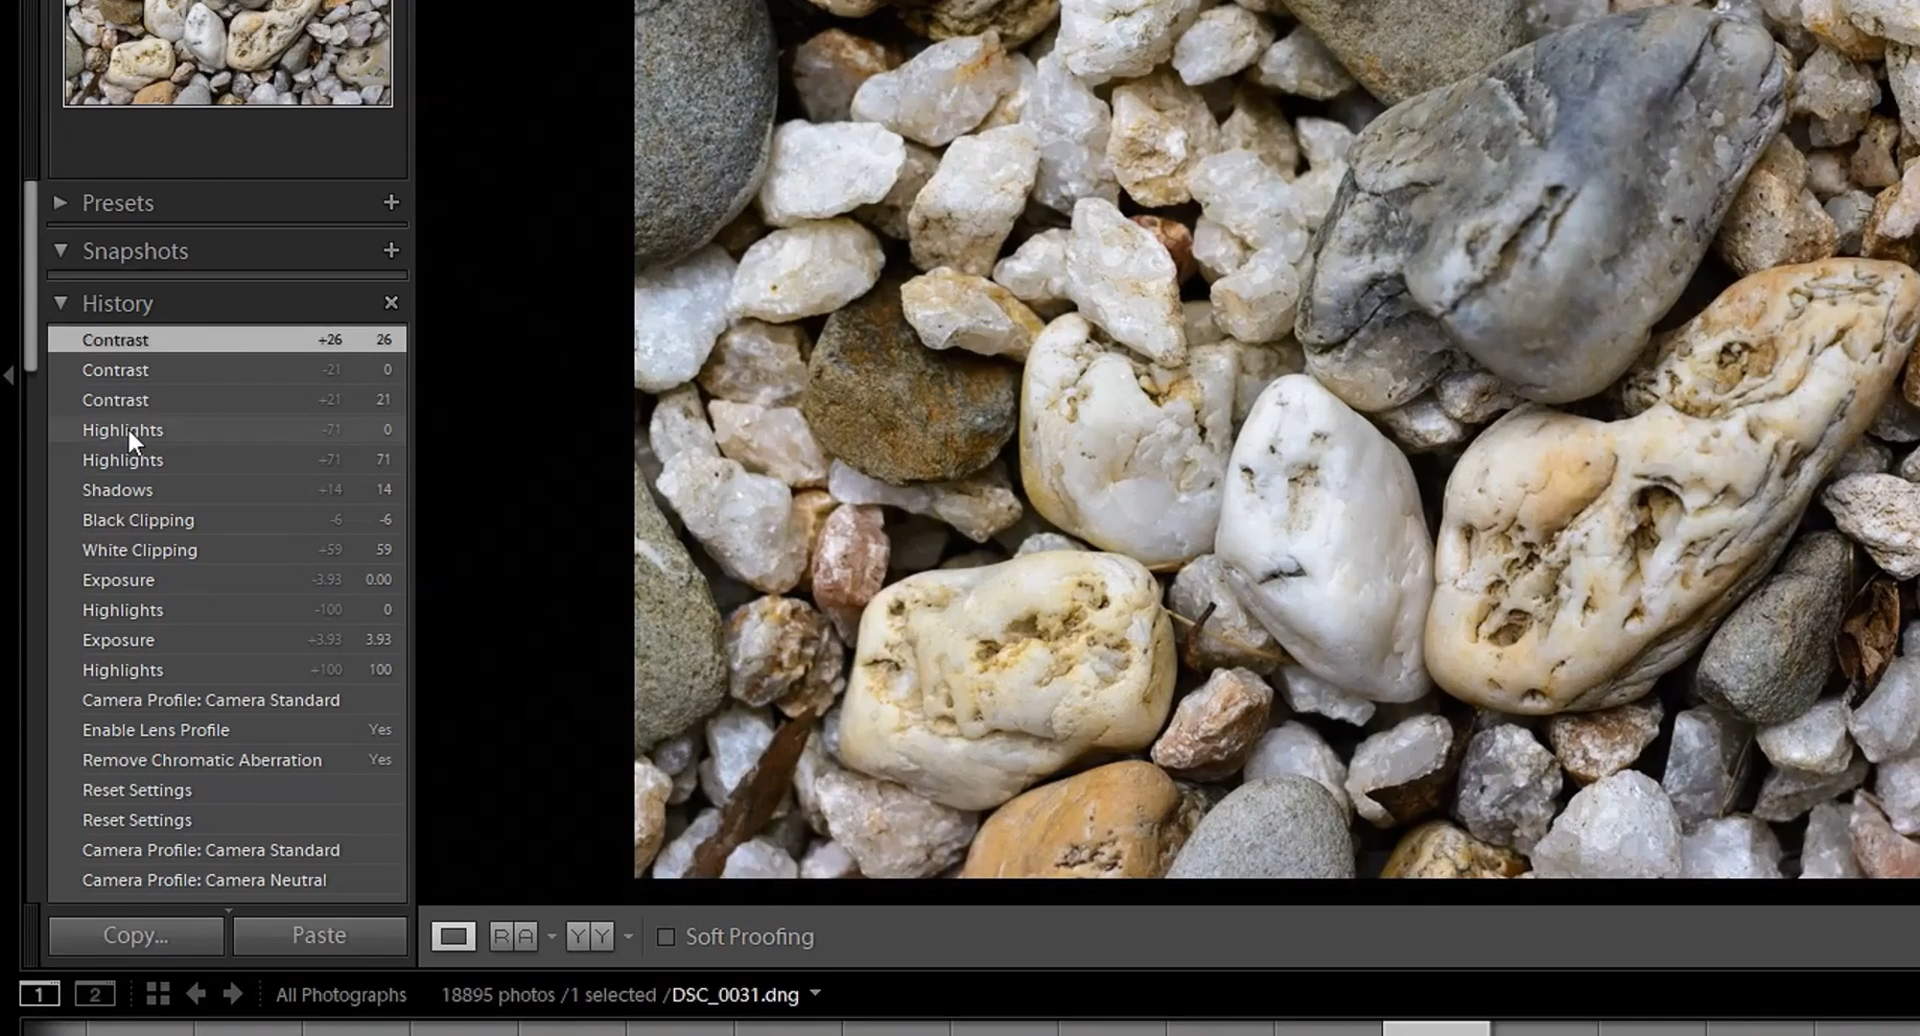 Presets +
Snapshots +
History ×
Contrast +26 26
Contrast -21 0
Contrast +21 21
Highlights -71 0
Highlights +71 71
Shadows +14 14
Black Clipping -6 -6
White Clipping +59 59
Exposure -3.93 0.00
Highlights -100 0
Exposure +3.93 3.93
Highlights +100 100
Camera Profile: Camera Standard
Enable Lens Profile Yes
Remove Chromatic Aberration Yes
Reset Settings
Reset Settings
Camera Profile: Camera Standard
Camera Profile: Camera Neutral
Copy... Paste RA YY Soft Proofing
1 2 All Photographs 18895 photos /1 selected /DSC_0031.dng